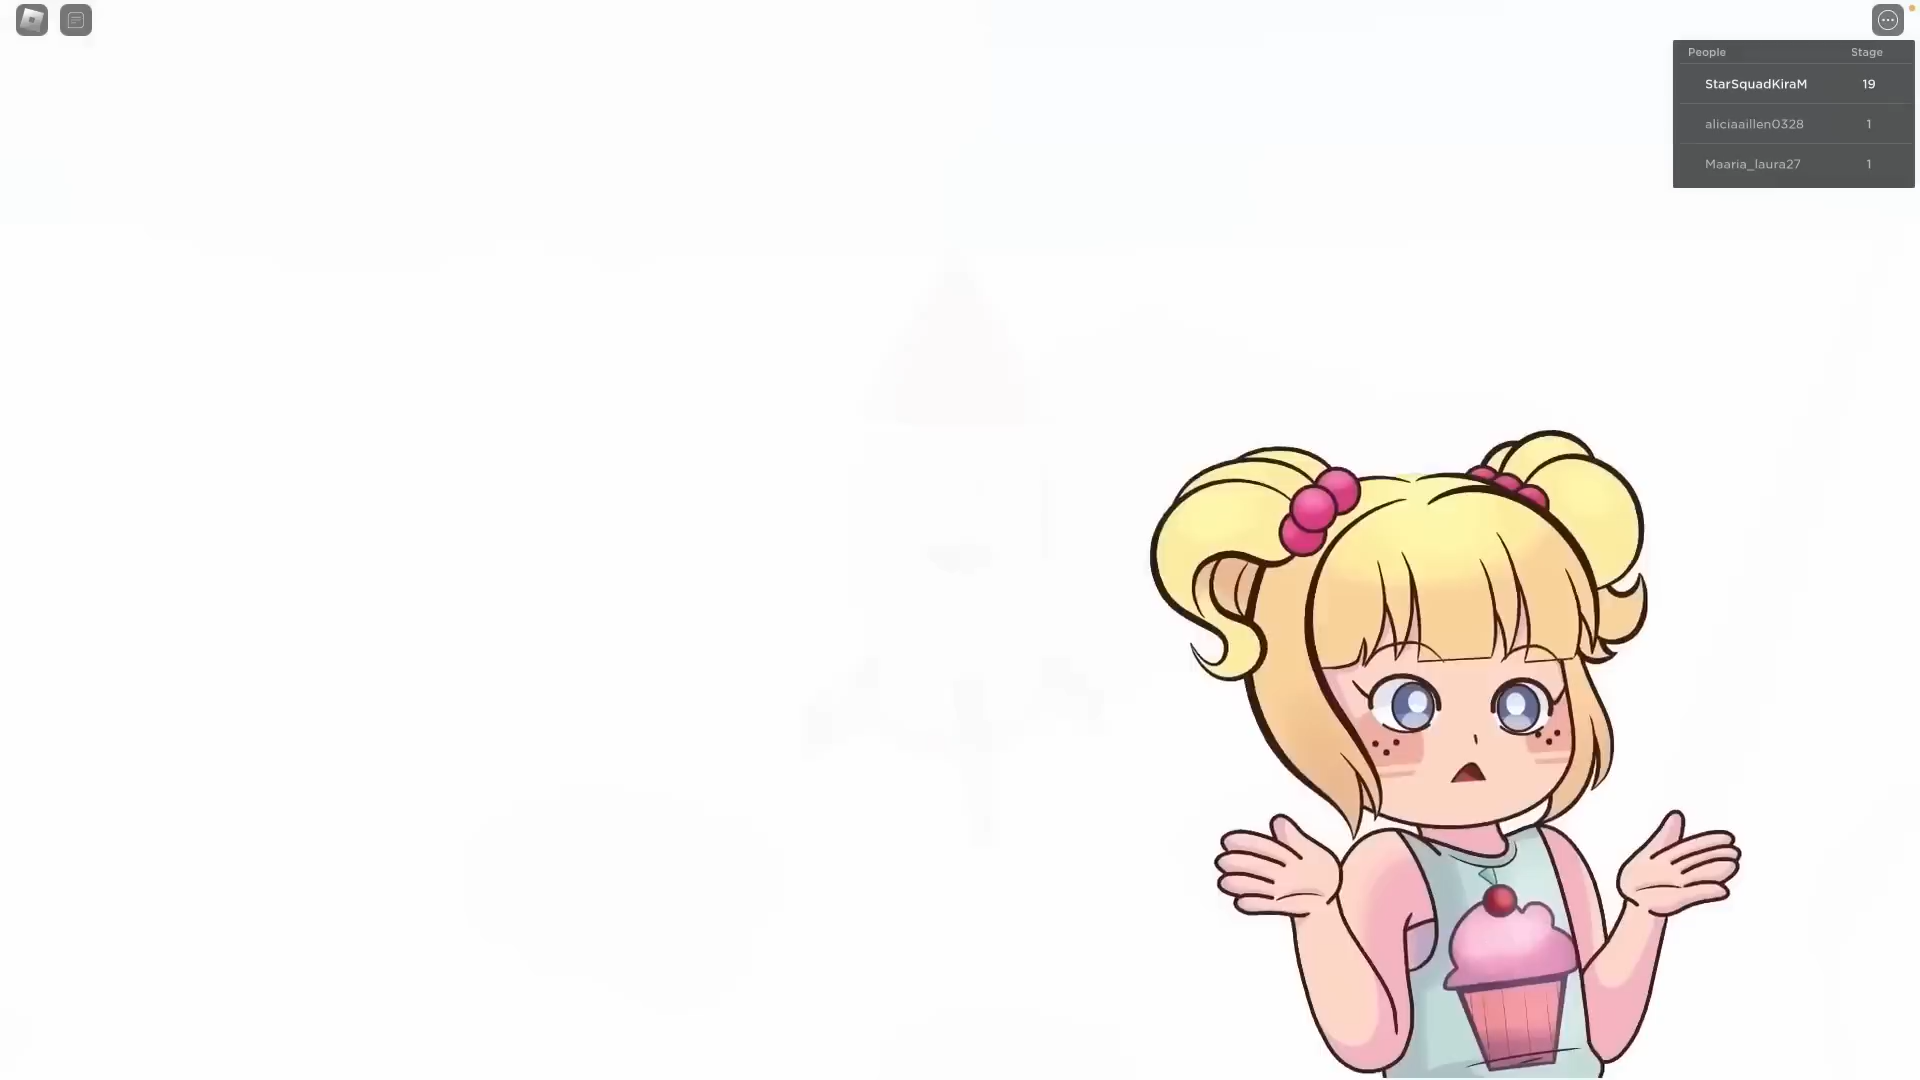 People Stage
StarSquadKiraM 19
aliciaaillen0328 1
Maaria_laura27 1